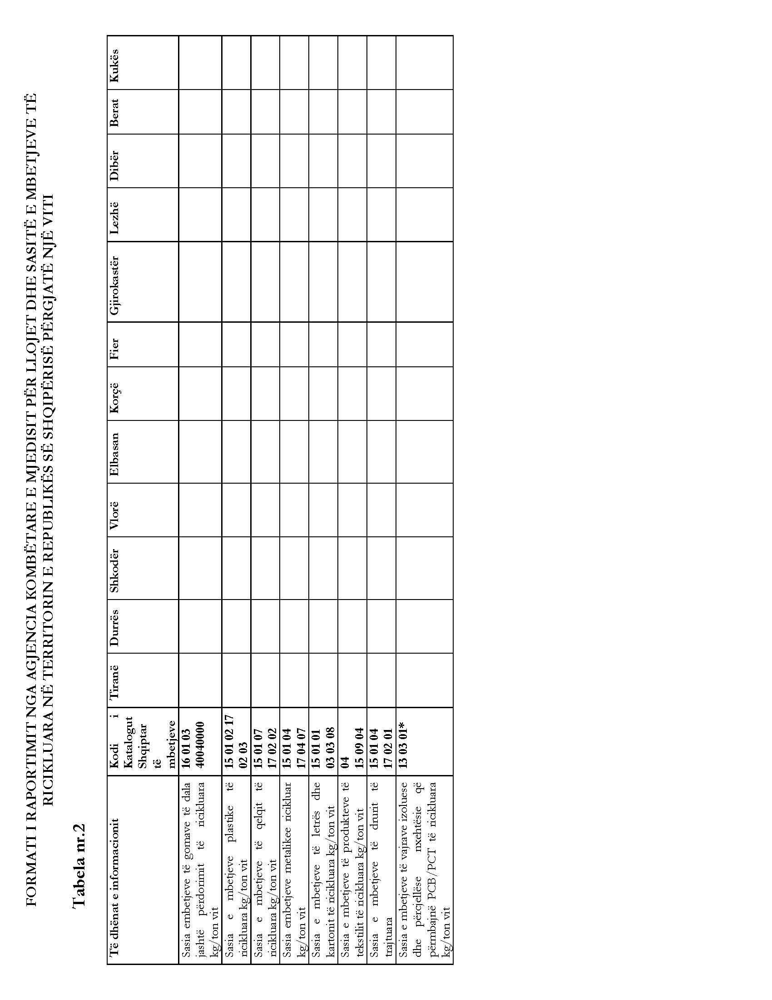 FORMATI I RAPORTIMIT NGA AGJENCIA KOMBËTARE E MJEDISIT PËR LLOJET DHE SASITË E MBETJEVE TË
RICIKLUARA NË TERRITORIN E REPUBLIKËS SË SHQIPËRISË PËRGJATË NJË VITI
Tabela nr.2
Të dhënat e informacionit
Kodi i
Katalogut
Shqiptar
të
mbetjeve
Tiranë
Durrës
Shkodër
Vlorë
Elbasan
Korçë
Fier
Gjirokastër
Lezhë
Dibër
Berat
Kukës
Sasia embetjeve të gomave të dala
jashtë përdorimit të ricikluara
kg/ton vit
16 01 03
40040000
Sasia e mbetjeve plastike të
ricikluara kg/ton vit
15 01 02 17
02 03
Sasia e mbetjeve të qelqit të
ricikluara kg/ton vit
15 01 07
17 02 02
Sasia embetjeve metalikee ricikluar
kg/ton vit
15 01 04
17 04 07
Sasia e mbetjeve të letrës dhe
kartonit të ricikluara kg/ton vit
15 01 01
03 03 08
Sasia e mbetjeve të produkteve të
tekstilit të ricikluara kg/ton vit
04
15 09 04
Sasia e mbetjeve të drurit të
trajtuara
15 01 04
17 02 01
Sasia e mbetjeve të vajrave izoluese
dhe përcjellëse nxehtësie që
përmbajnë PCB/PCT të ricikluara
kg/ton vit
13 03 01*